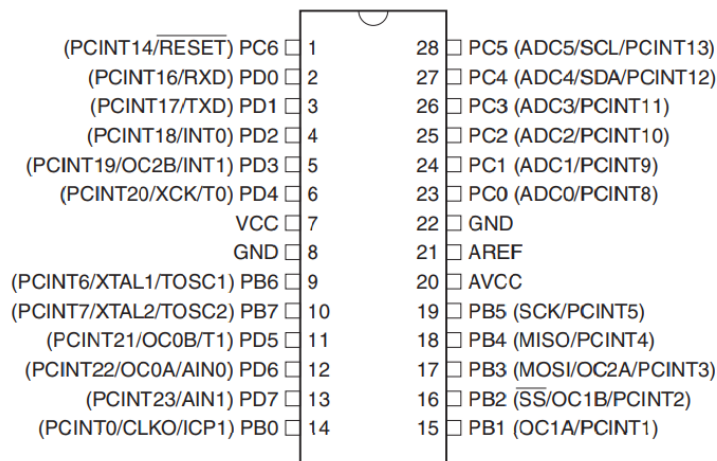 (PCINT14/RESET) PC6 1 28 PC5 (ADC5/SCL/PCINT13)
(PCINT16/RXD) PD0 2 27 PC4 (ADC4/SDA/PCINT12)
(PCINT17/TXD) PD1 3 26 PC3 (ADC3/PCINT11)
(PCINT18/INT0) PD2 4 25 PC2 (ADC2/PCINT10)
(PCINT19/OC2B/INT1) PD3 5 24 PC1 (ADC1/PCINT9)
(PCINT20/XCK/T0) PD4 6 23 PC0 (ADC0/PCINT8)
VCC 7 22 GND
GND 8 21 AREF
(PCINT6/XTAL1/TOSC1) PB6 9 20 AVCC
(PCINT7/XTAL2/TOSC2) PB7 10 19 PB5 (SCK/PCINT5)
(PCINT21/OC0B/T1) PD5 11 18 PB4 (MISO/PCINT4)
(PCINT22/OC0A/AIN0) PD6 12 17 PB3 (MOSI/OC2A/PCINT3)
(PCINT23/AIN1) PD7 13 16 PB2 (SS/OC1B/PCINT2)
(PCINT0/CLKO/ICP1) PB0 14 15 PB1 (OC1A/PCINT1)